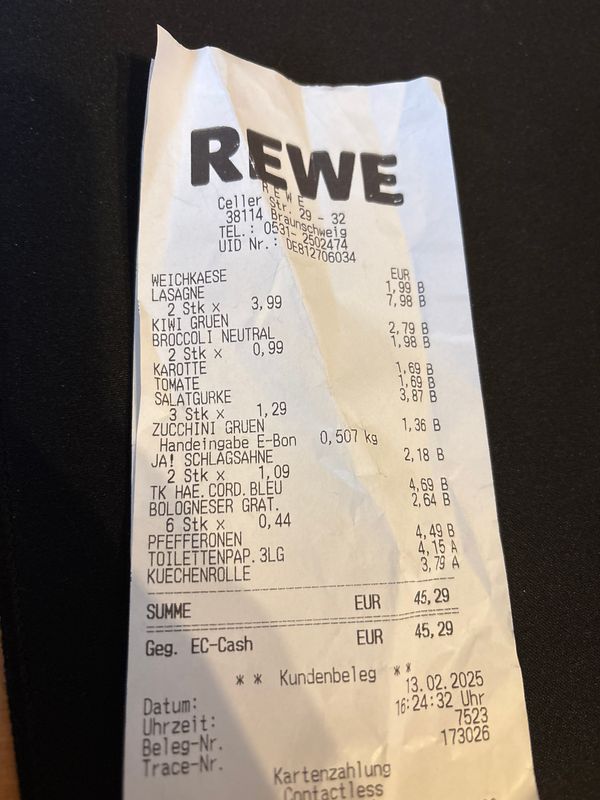 REWE
REWE
Celler Str. 29 - 32
38114 Braunschweig
TEL.: 0531- 2502474
UID Nr.: DE812706034
EUR
WEICHKAESE 1,99 B
LASAGNE 7,98 B
2 Stk x 3,99
KIWI GRUEN 2,79 B
BROCCOLI NEUTRAL 1,98 B
2 Stk x 0,99
KAROTTE 1,69 B
TOMATE 1,69 B
SALATGURKE 3,87 B
3 Stk x 1,29
ZUCCHINI GRUEN 1,36 B
Handeingabe E-Bon 0,507 kg
JA! SCHLAGSAHNE 2,18 B
2 Stk x 1,09
TK HAE.CORD.BLEU 4,69 B
BOLOGNESER GRAT. 2,64 B
6 Stk x 0,44
PFEFFERONEN 4,49 B
TOILETTENPAP.3LG 4,15 A
KUECHENROLLE 3,79 A
SUMME EUR 45,29
Geg. EC-Cash EUR 45,29
* * Kundenbeleg * *
Datum: 13.02.2025
Uhrzeit: 16:24:32 Uhr
Beleg-Nr. 7523
Trace-Nr. 173026
Kartenzahlung
Contactless